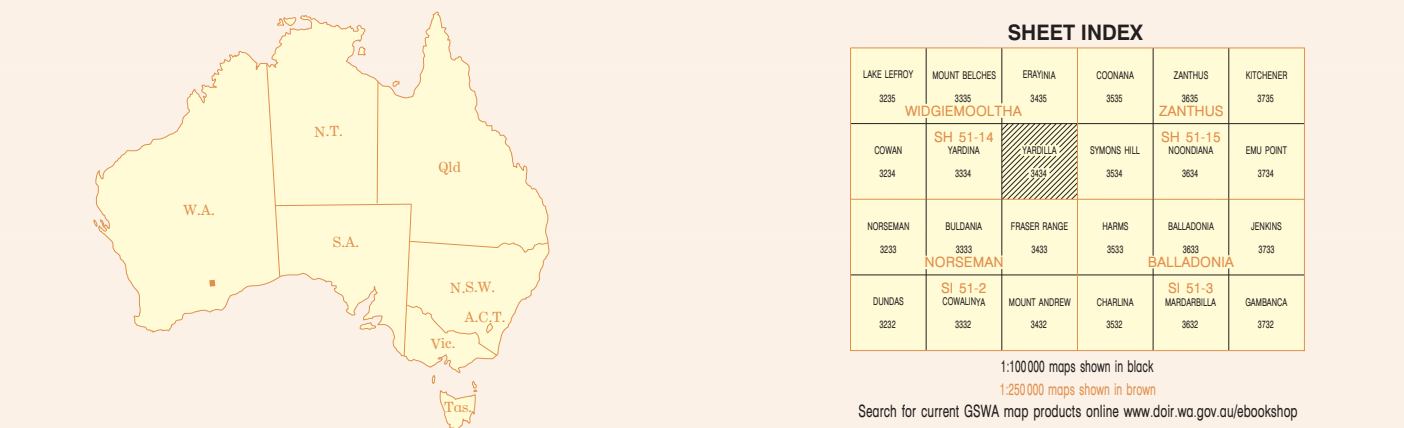 N.T.
Qld
W.A.
S.A.
N.S.W.
A.C.T.
Vic.
Tas.
SHEET INDEX
LAKE LEFROY MOUNT BELCHES ERAYINIA COONANA ZANTHUS KITCHENER
3235 3335 3435 3535 3635 3735
WIDGIEMOOLTHA ZANTHUS
SH 51-14 SH 51-15
COWAN YARDINA YARDILLA SYMONS HILL NOONDIANA EMU POINT
3234 3334 3434 3534 3634 3734
NORSEMAN BULDANIA FRASER RANGE HARMS BALLADONIA JENKINS
3233 3333 3433 3533 3633 3733
NORSEMAN BALLADONIA
SI 51-2 SI 51-3
DUNDAS COWALINYA MOUNT ANDREW CHARLINA MARDARBILLA GAMBANCA
3232 3332 3432 3532 3632 3732
1:100 000 maps shown in black
1:250 000 maps shown in brown
Search for current GSWA map products online www.doir.wa.gov.au/ebookshop